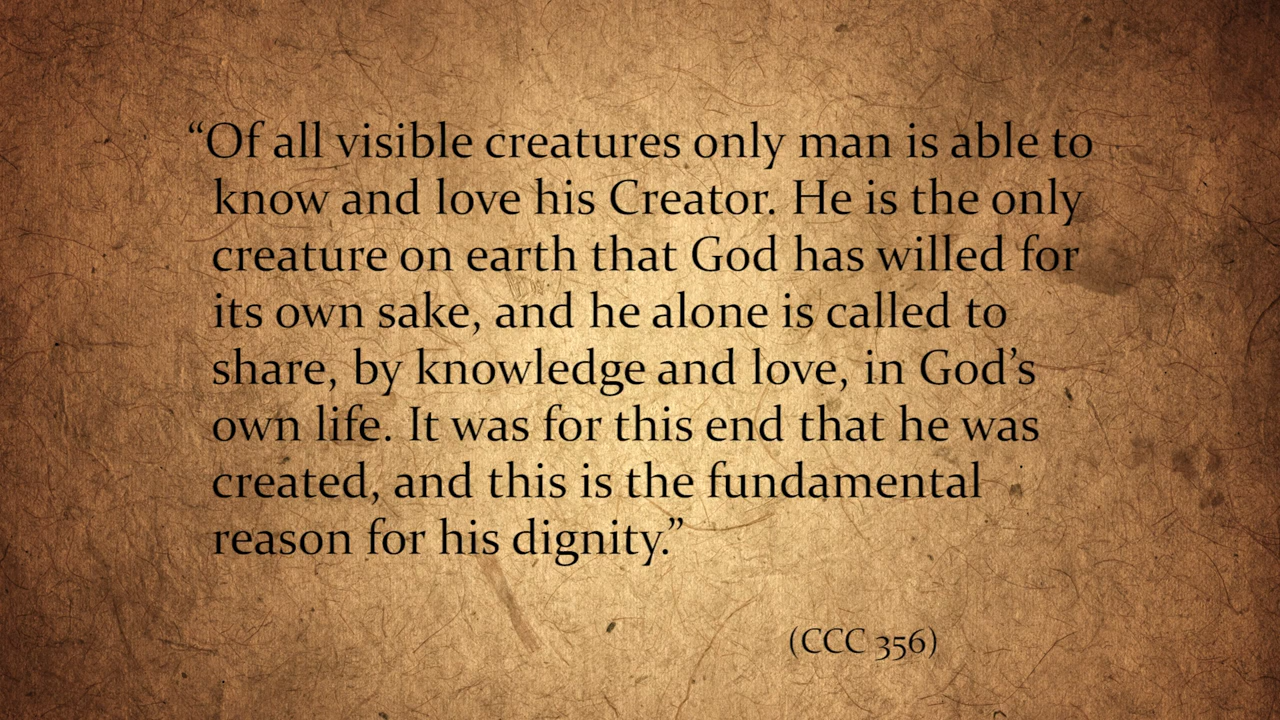 “Of all visible creatures only man is able to
know and love his Creator. He is the only
creature on earth that God has willed for
its own sake, and he alone is called to
share, by knowledge and love, in God’s
own life. It was for this end that he was
created, and this is the fundamental
reason for his dignity.”
(CCC 356)